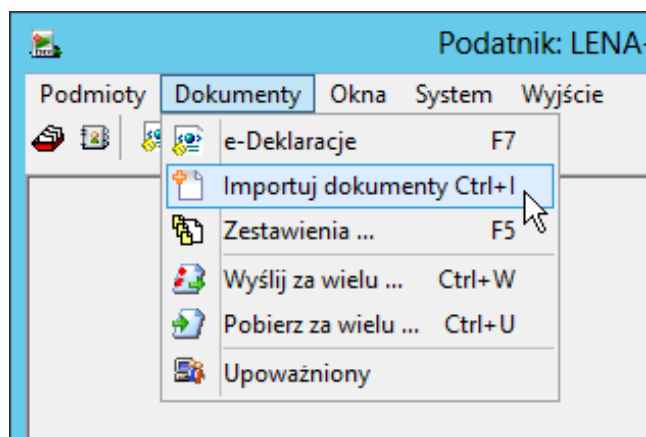 Podatnik: LENA-
Podmioty Dokumenty Okna System Wyjście
e-Deklaracje F7
Importuj dokumenty Ctrl+I
Zestawienia ... F5
Wyślij za wielu ... Ctrl+W
Pobierz za wielu ... Ctrl+U
Upoważniony